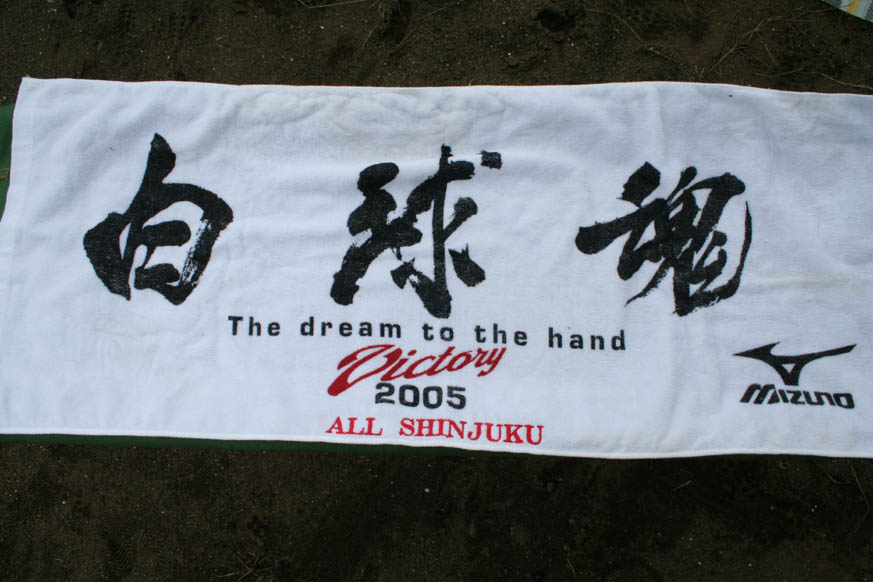 白球魂
The dream to the hand
Victory
2005
ALL SHINJUKU
MIZUNO